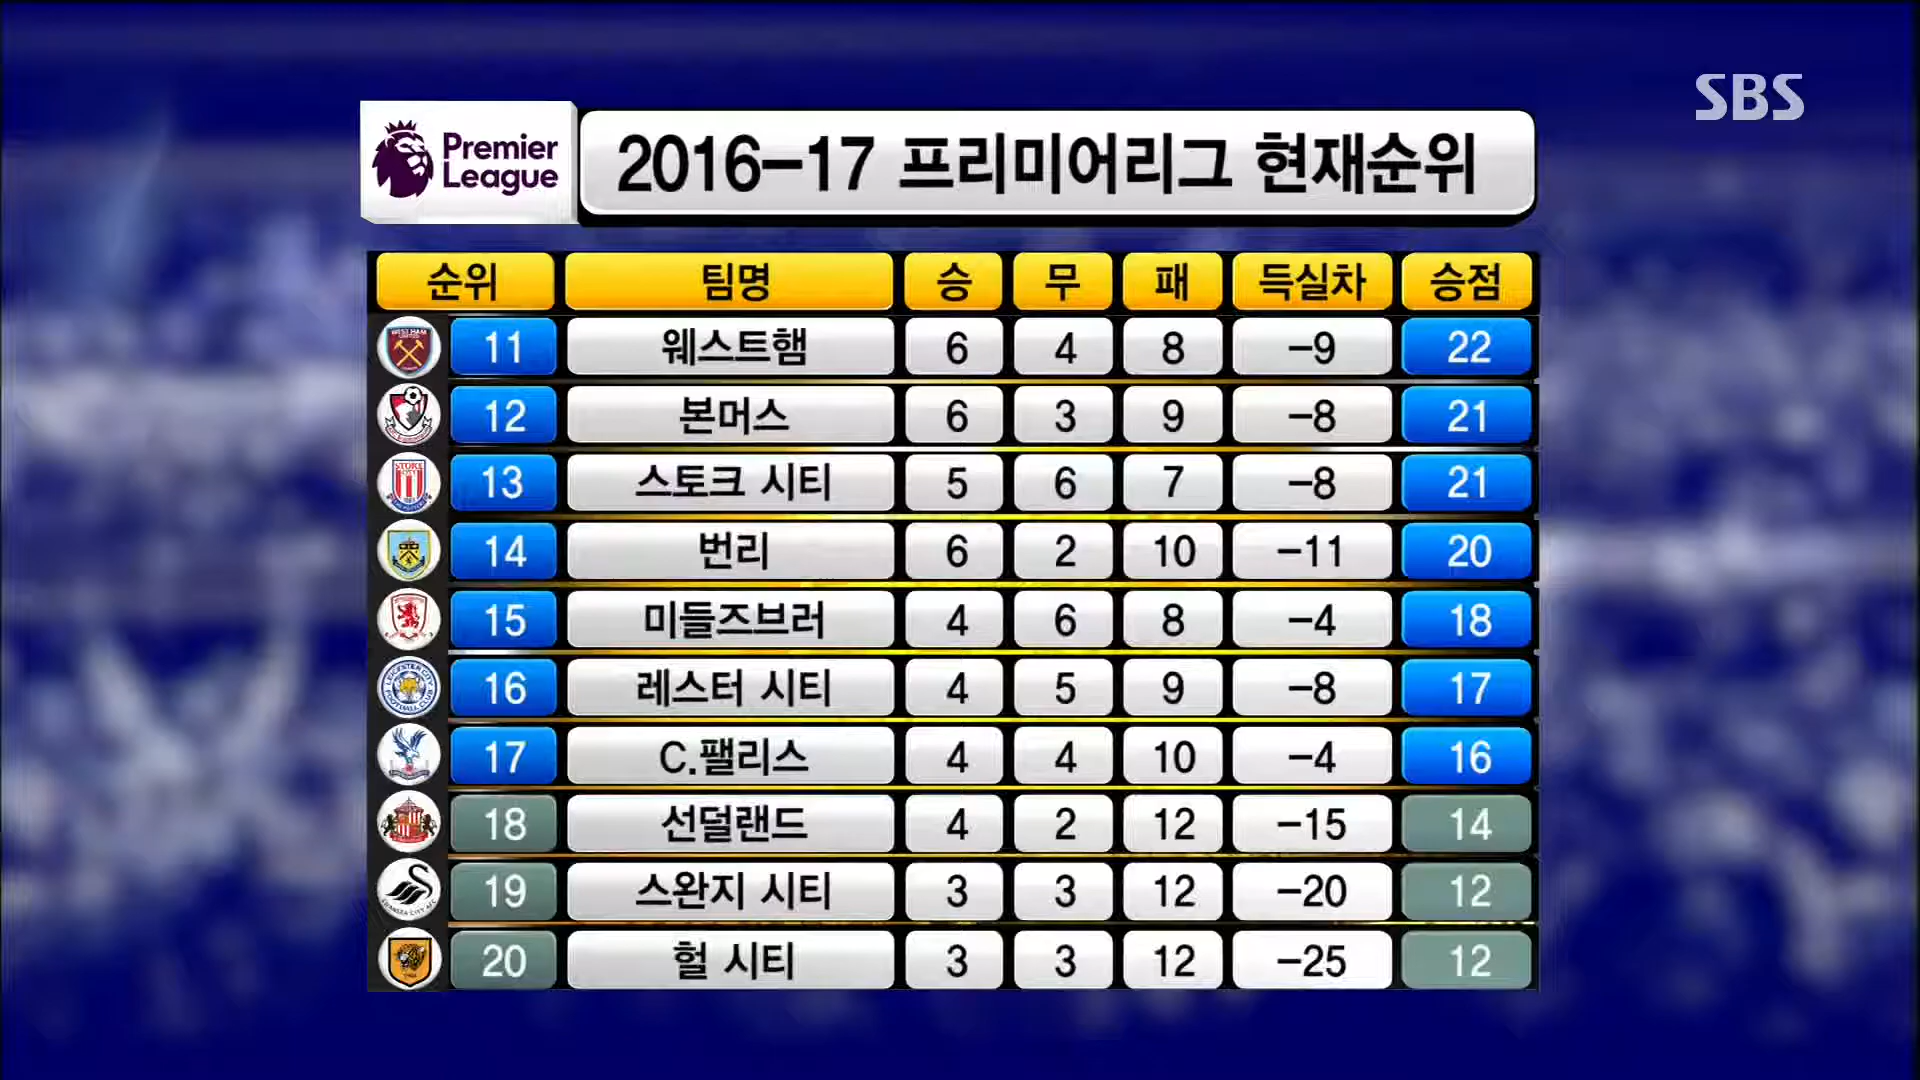 SBS
Premier League
2016-17 프리미어리그 현재순위
순위 팀명 승 무 패 득실차 승점
11 웨스트햄 6 4 8 -9 22
12 본머스 6 3 9 -8 21
13 스토크 시티 5 6 7 -8 21
14 번리 6 2 10 -11 20
15 미들즈브러 4 6 8 -4 18
16 레스터 시티 4 5 9 -8 17
17 C.팰리스 4 4 10 -4 16
18 선덜랜드 4 2 12 -15 14
19 스완지 시티 3 3 12 -20 12
20 헐 시티 3 3 12 -25 12